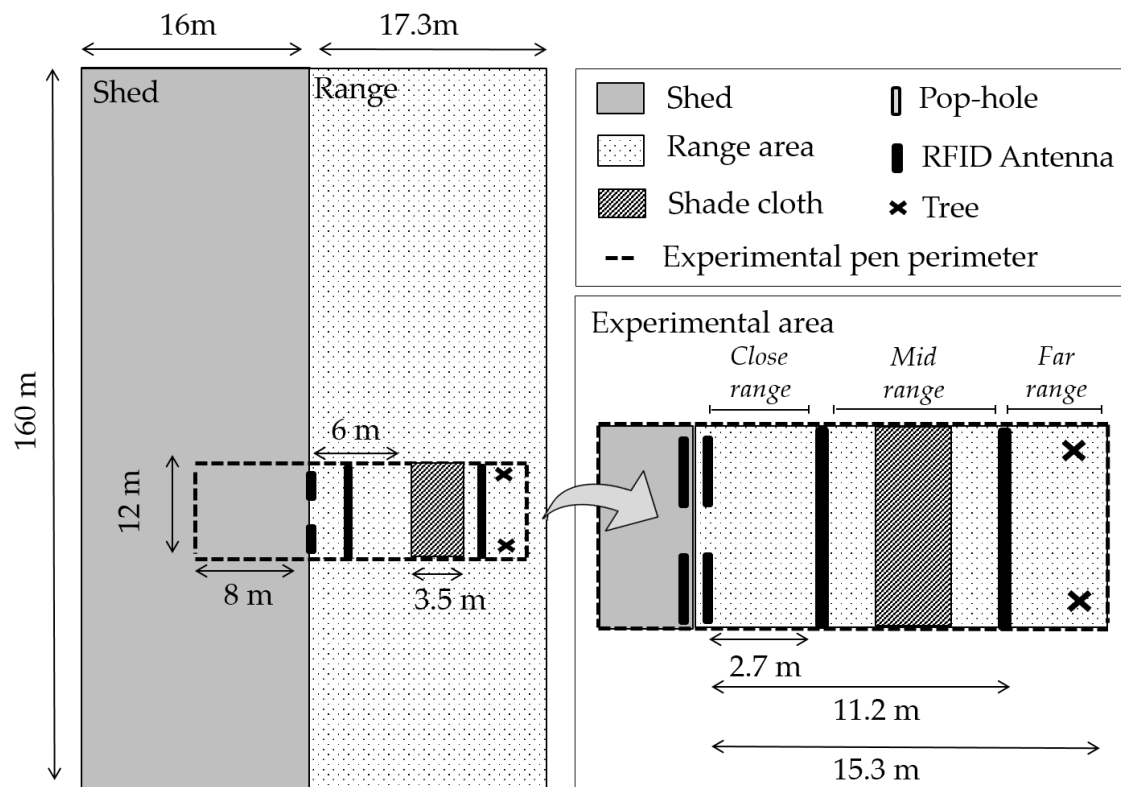 16m
17.3m
Shed
Range
160 m
6 m
12 m
8 m
3.5 m
Shed
Pop-hole
Range area
RFID Antenna
Shade cloth
Tree
Experimental pen perimeter
Experimental area
Close
range
Mid
range
Far
range
2.7 m
11.2 m
15.3 m